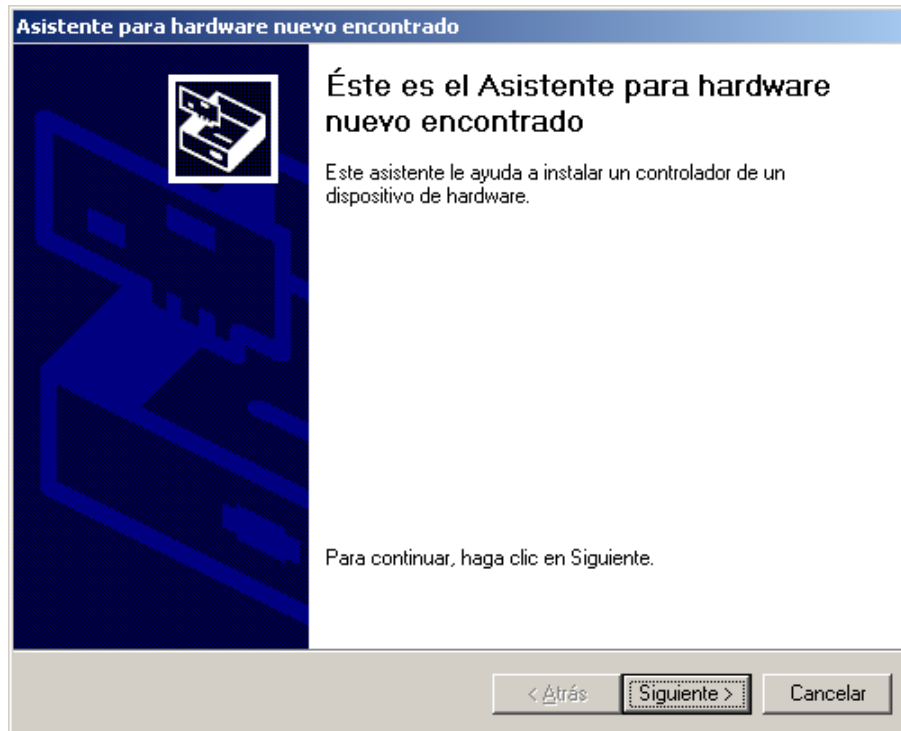 Asistente para hardware nuevo encontrado
Éste es el Asistente para hardware
nuevo encontrado
Este asistente le ayuda a instalar un controlador de un
dispositivo de hardware.
Para continuar, haga clic en Siguiente.
< Atrás
Siguiente >
Cancelar